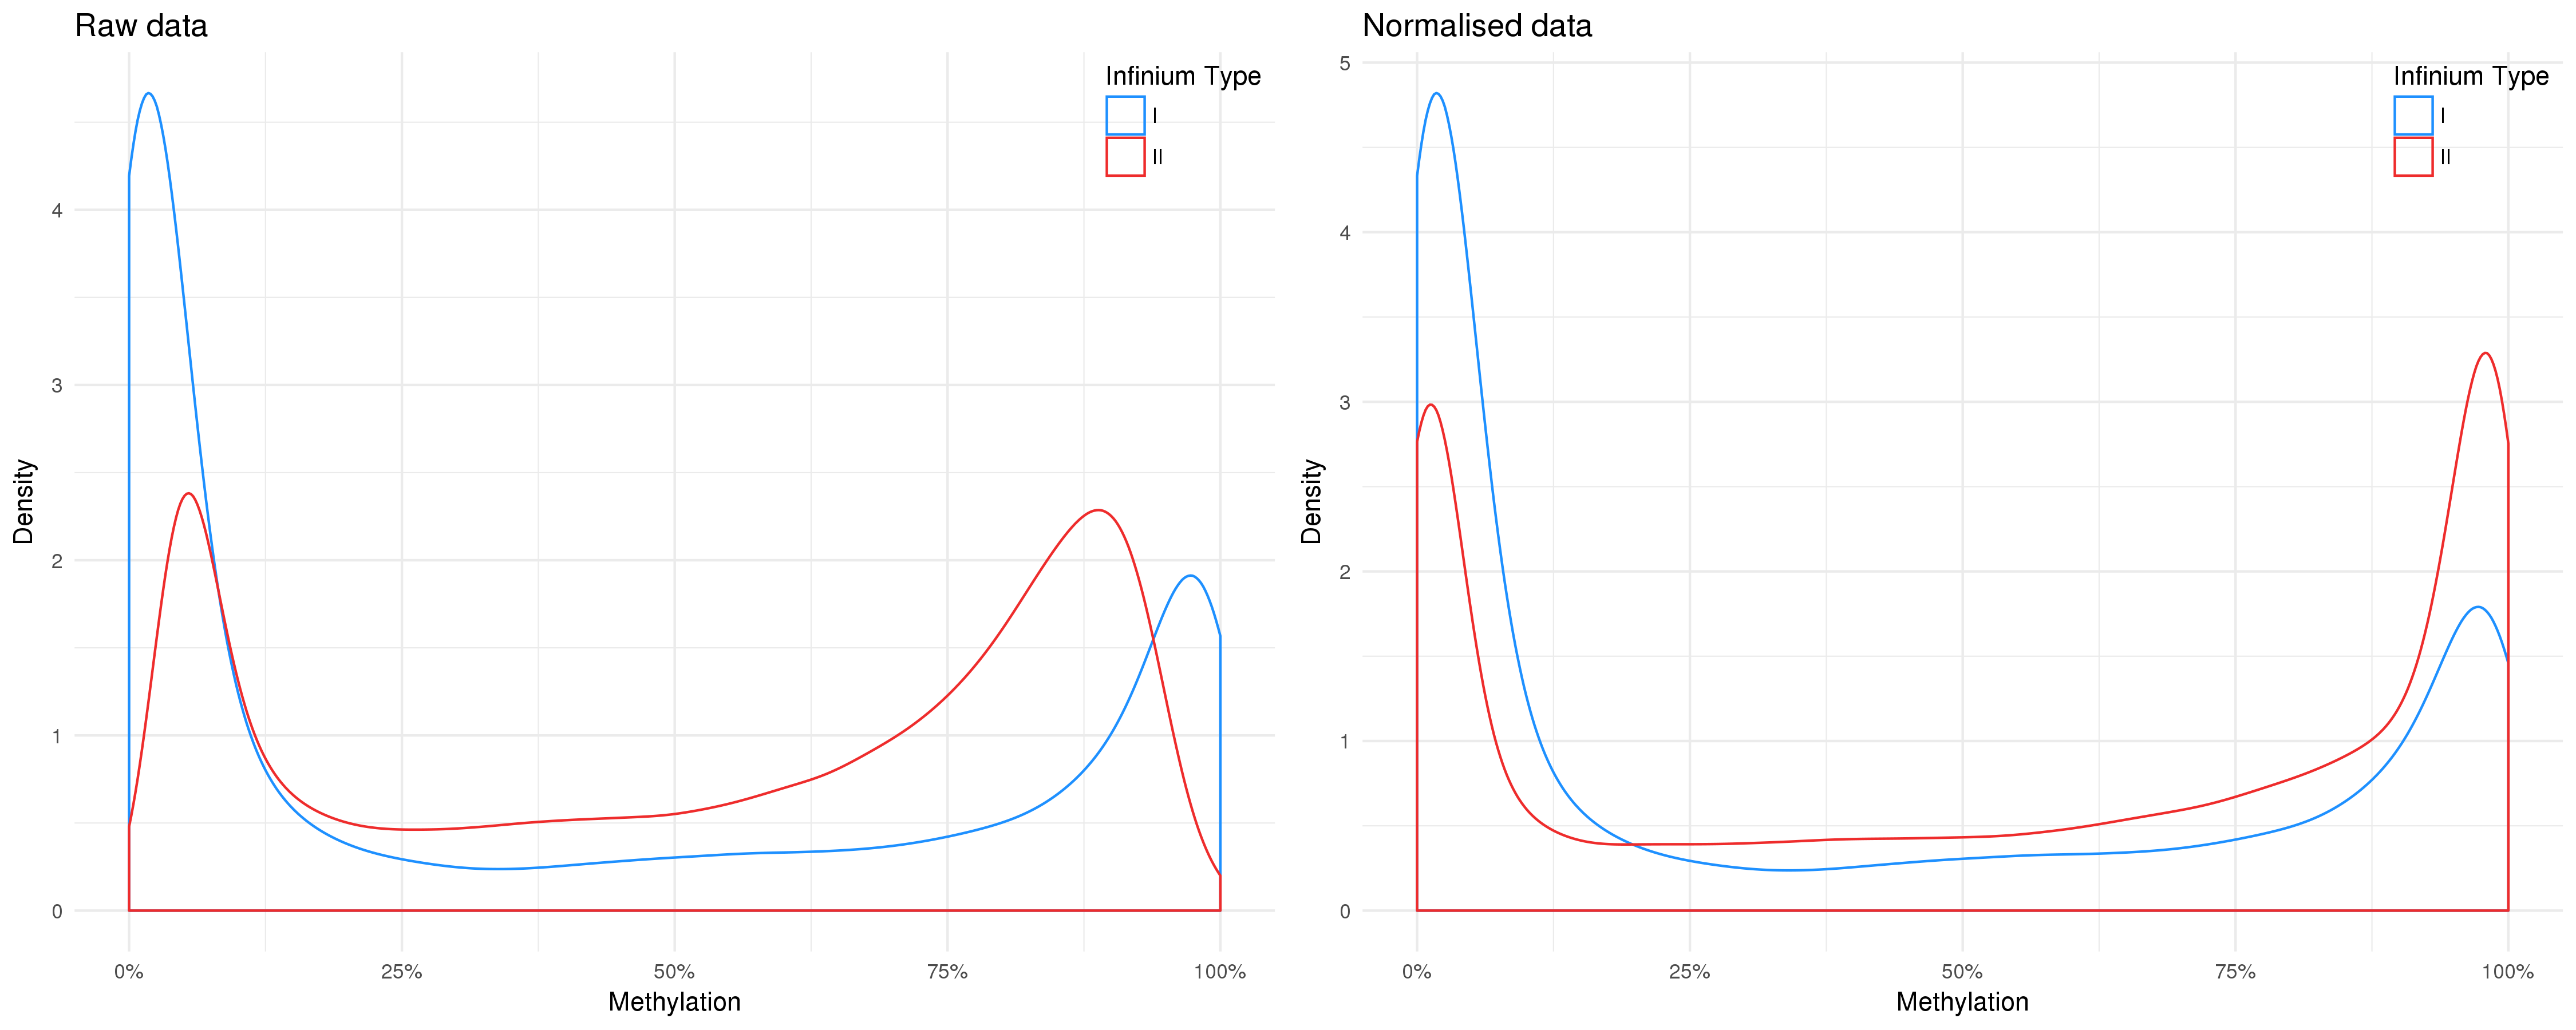 Raw data
Infinium Type
I
II
4
3
2
1
0
Density
0% 25% 50% 75% 100%
Methylation
Normalised data
Infinium Type
I
II
5
4
3
2
1
0
Density
0% 25% 50% 75% 100%
Methylation